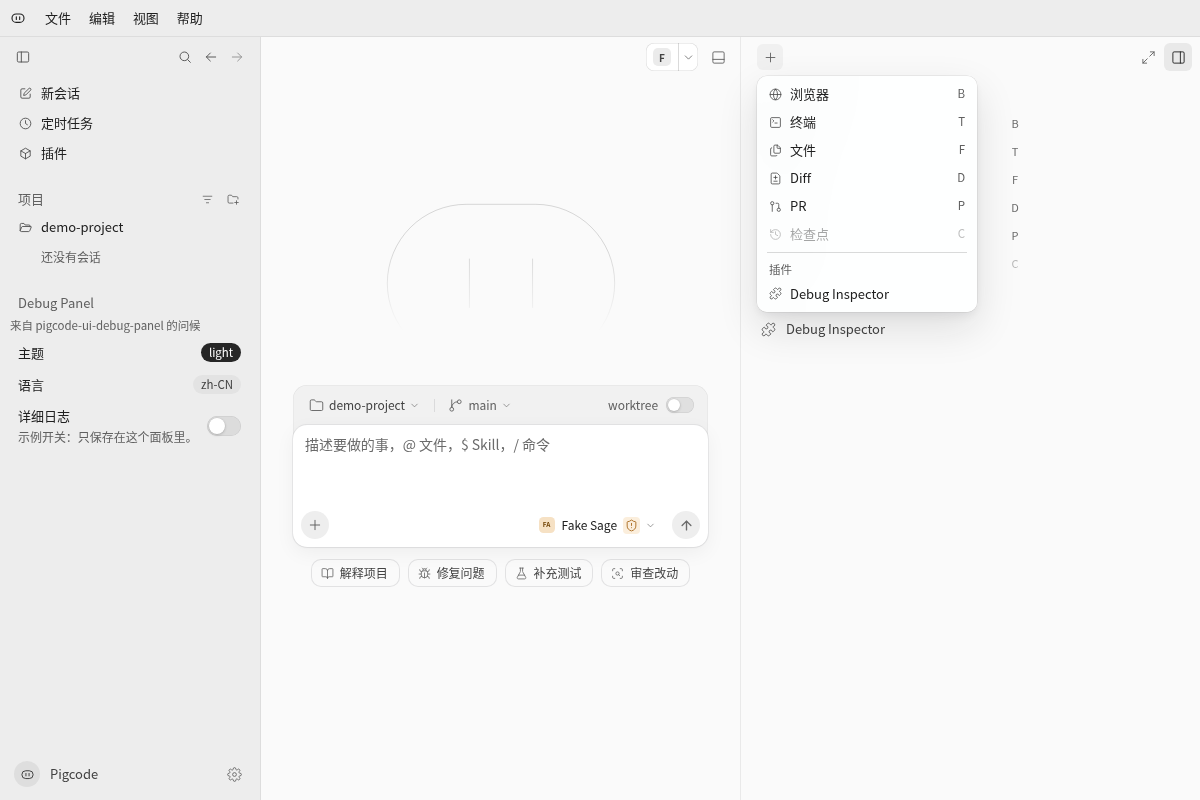 文件 编辑 视图 帮助
新会话
定时任务
插件
项目
demo-project
还没有会话
Debug Panel
来自 pigcode-ui-debug-panel 的问候
主题 light
语言 zh-CN
详细日志
示例开关：只保存在这个面板里。
Pigcode
F
demo-project main worktree
描述要做的事，@ 文件，$ Skill，/ 命令
FA Fake Sage
解释项目 修复问题 补充测试 审查改动
浏览器 B
终端 T
文件 F
Diff D
PR P
检查点 C
插件
Debug Inspector
B
T
F
D
P
C
Debug Inspector